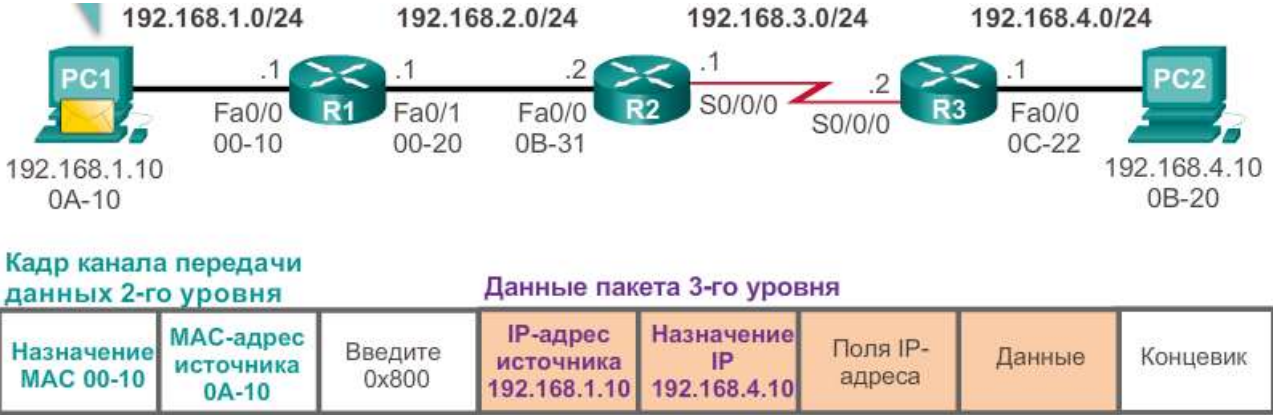 192.168.1.0/24 192.168.2.0/24 192.168.3.0/24 192.168.4.0/24
PC1 .1 R1 .1 .2 R2 .1 .2 R3 .1 PC2
Fa0/0 Fa0/1 Fa0/0 S0/0/0 S0/0/0 Fa0/0
00-10 00-20 0B-31 0C-22
192.168.1.10 192.168.4.10
0A-10 0B-20
Кадр канала передачи
данных 2-го уровня
Данные пакета 3-го уровня
Назначение
MAC 00-10
MAC-адрес
источника
0A-10
Введите
0x800
IP-адрес
источника
192.168.1.10
Назначение
IP
192.168.4.10
Поля IP-
адреса
Данные
Концевик